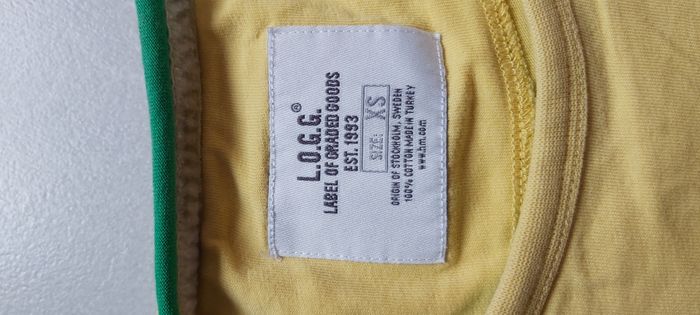 L.O.G.G.®
LABEL OF GRADED GOODS
EST. 1993
SIZE: XS
ORIGIN OF STOCKHOLM, SWEDEN
100% COTTON MADE IN TURKEY
www.hm.com